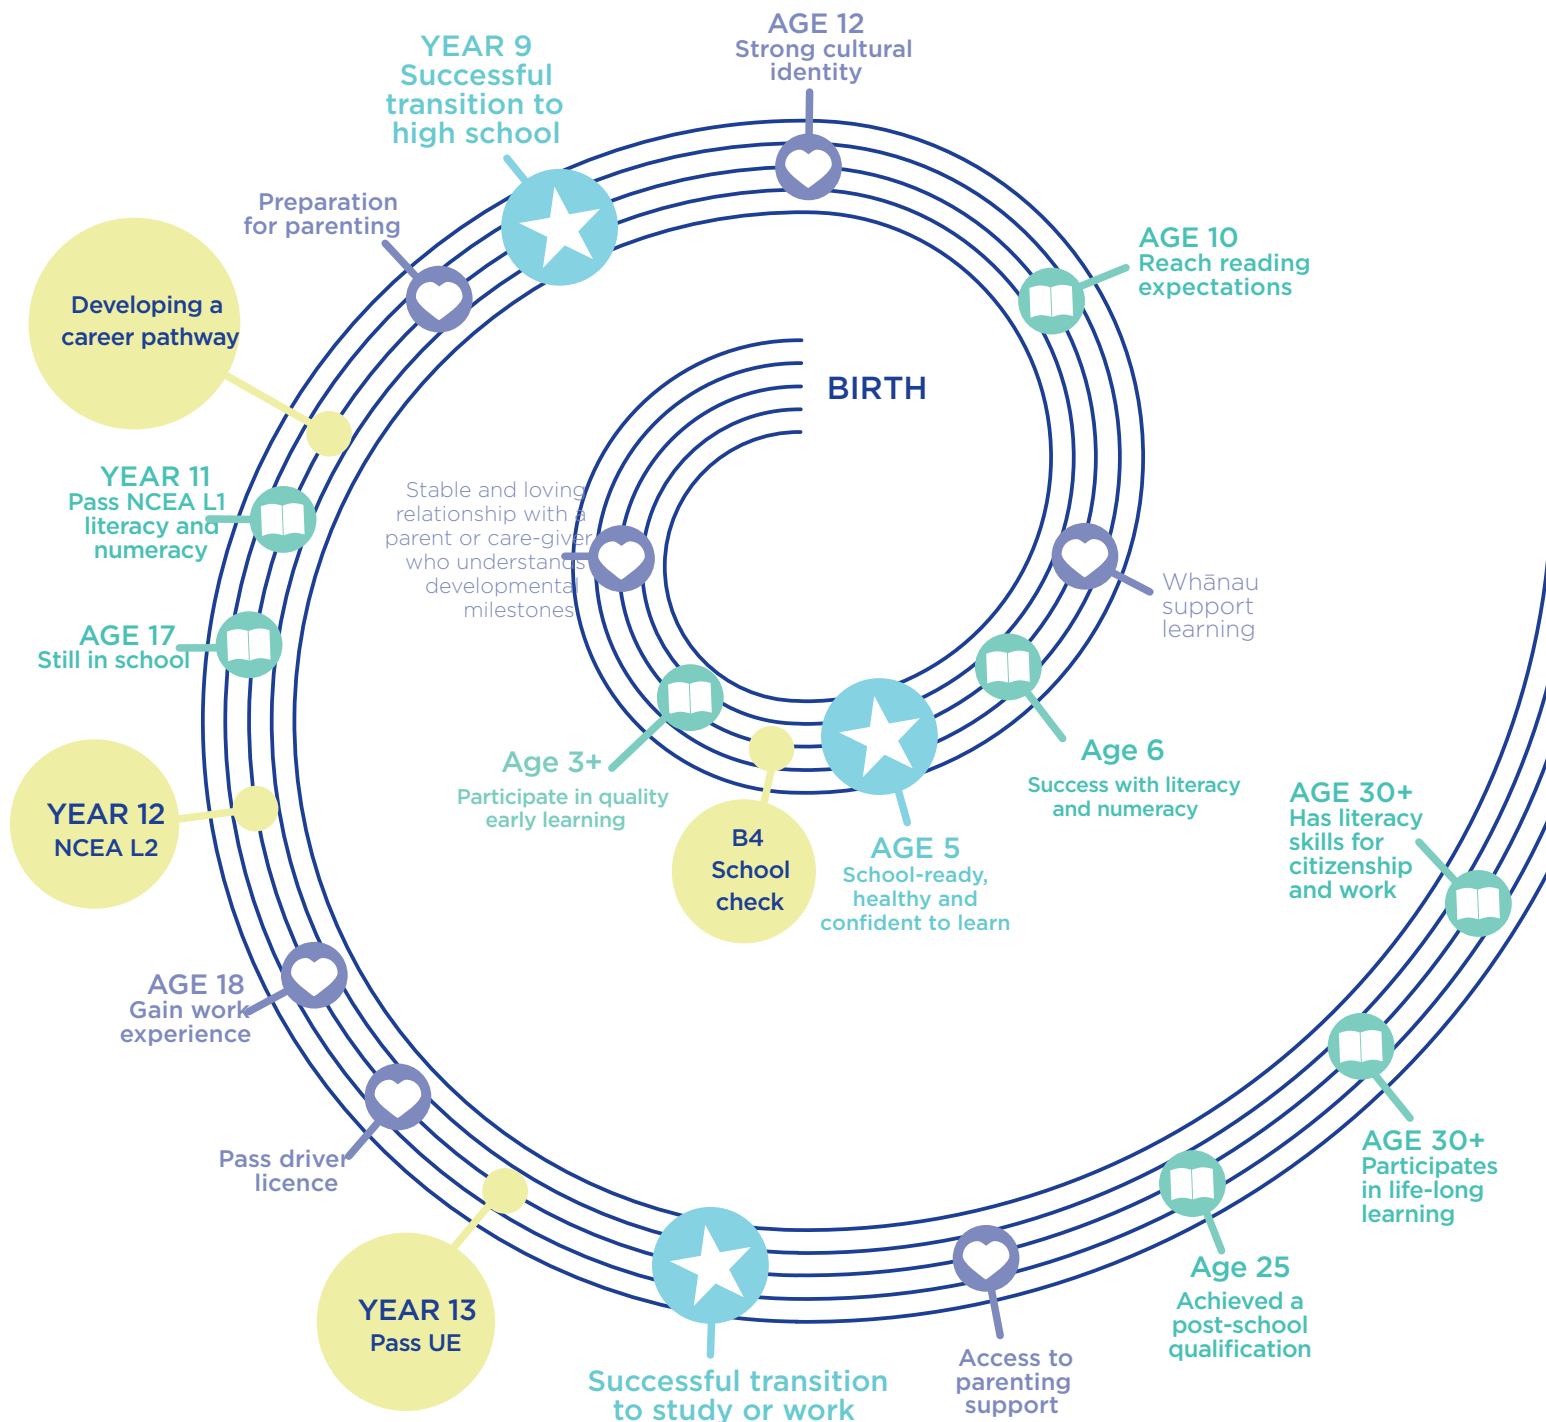 BIRTH
Stable and loving
relationship with a
parent or care-giver
who understands
developmental
milestones
Age 3+
Participate in quality
early learning
B4
School
check
AGE 5
School-ready,
healthy and
confident to learn
Age 6
Success with literacy
and numeracy
Whānau
support
learning
AGE 10
Reach reading
expectations
AGE 12
Strong cultural
identity
YEAR 9
Successful
transition to
high school
Preparation
for parenting
Developing a
career pathway
YEAR 11
Pass NCEA L1
literacy and
numeracy
AGE 17
Still in school
YEAR 12
NCEA L2
AGE 18
Gain work
experience
Pass driver
licence
YEAR 13
Pass UE
Successful transition
to study or work
Access to
parenting
support
Age 25
Achieved a
post-school
qualification
AGE 30+
Participates
in life-long
learning
AGE 30+
Has literacy
skills for
citizenship
and work